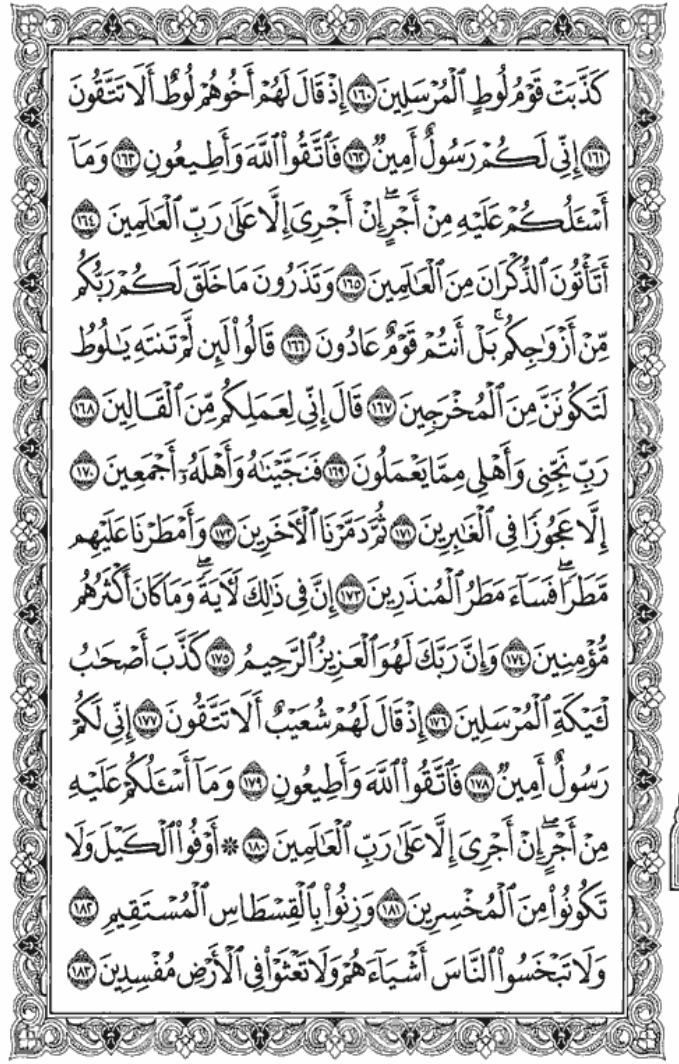 كَذَّبَتْ قَوْمُ لُوطٍ ٱلْمُرْسَلِينَ ١٦٠ إِذْ قَالَ لَهُمْ أَخُوهُمْ لُوطٌ أَلَا تَتَّقُونَ
١٦١ إِنِّي لَكُمْ رَسُولٌ أَمِينٌ ١٦٢ فَٱتَّقُوا۟ ٱللَّهَ وَأَطِيعُونِ ١٦٣ وَمَآ
أَسْـَٔلُكُمْ عَلَيْهِ مِنْ أَجْرٍ ۖ إِنْ أَجْرِىَ إِلَّا عَلَىٰ رَبِّ ٱلْعَـٰلَمِينَ ١٦٤
أَتَأْتُونَ ٱلذُّكْرَانَ مِنَ ٱلْعَـٰلَمِينَ ١٦٥ وَتَذَرُونَ مَا خَلَقَ لَكُمْ رَبُّكُم
مِّنْ أَزْوَٰجِكُم ۚ بَلْ أَنتُمْ قَوْمٌ عَادُونَ ١٦٦ قَالُوا۟ لَئِن لَّمْ تَنتَهِ يَـٰلُوطُ
لَتَكُونَنَّ مِنَ ٱلْمُخْرَجِينَ ١٦٧ قَالَ إِنِّي لِعَمَلِكُم مِّنَ ٱلْقَالِينَ ١٦٨
رَبِّ نَجِّنِى وَأَهْلِى مِمَّا يَعْمَلُونَ ١٦٩ فَنَجَّيْنَـٰهُ وَأَهْلَهُۥٓ أَجْمَعِينَ ١٧٠
إِلَّا عَجُوزًا فِى ٱلْغَـٰبِرِينَ ١٧١ ثُمَّ دَمَّرْنَا ٱلْـَٔاخَرِينَ ١٧٢ وَأَمْطَرْنَا عَلَيْهِم
مَّطَرًا ۖ فَسَآءَ مَطَرُ ٱلْمُنذَرِينَ ١٧٣ إِنَّ فِى ذَٰلِكَ لَـَٔايَةً ۖ وَمَا كَانَ أَكْثَرُهُم
مُّؤْمِنِينَ ١٧٤ وَإِنَّ رَبَّكَ لَهُوَ ٱلْعَزِيزُ ٱلرَّحِيمُ ١٧٥ كَذَّبَ أَصْحَـٰبُ
لْـَٔيْكَةِ ٱلْمُرْسَلِينَ ١٧٦ إِذْ قَالَ لَهُمْ شُعَيْبٌ أَلَا تَتَّقُونَ ١٧٧ إِنِّي لَكُمْ
رَسُولٌ أَمِينٌ ١٧٨ فَٱتَّقُوا۟ ٱللَّهَ وَأَطِيعُونِ ١٧٩ وَمَآ أَسْـَٔلُكُمْ عَلَيْهِ
مِنْ أَجْرٍ ۖ إِنْ أَجْرِىَ إِلَّا عَلَىٰ رَبِّ ٱلْعَـٰلَمِينَ ١٨٠ ۞ أَوْفُوا۟ ٱلْكَيْلَ وَلَا
تَكُونُوا۟ مِنَ ٱلْمُخْسِرِينَ ١٨١ وَزِنُوا۟ بِٱلْقِسْطَاسِ ٱلْمُسْتَقِيمِ ١٨٢
وَلَا تَبْخَسُوا۟ ٱلنَّاسَ أَشْيَآءَهُمْ وَلَا تَعْثَوْا۟ فِى ٱلْأَرْضِ مُفْسِدِينَ ١٨٣